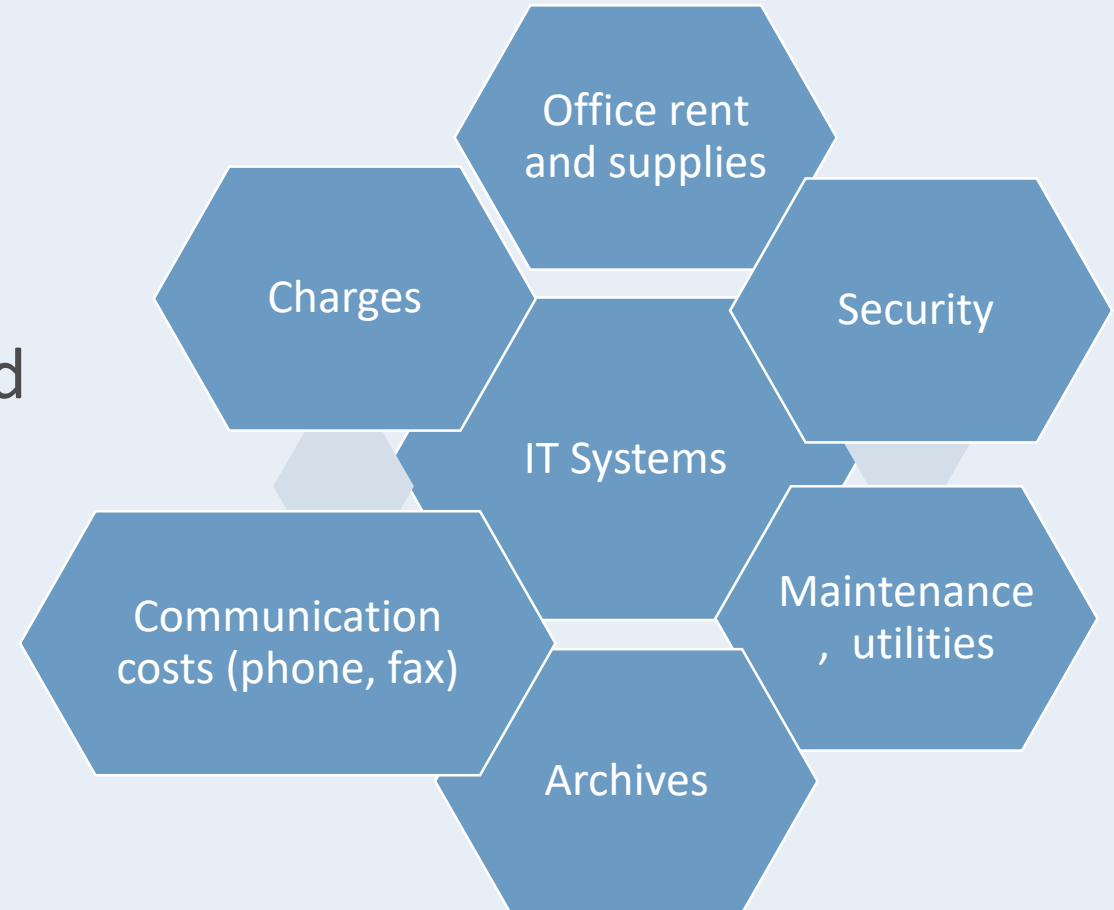 Office rent
and supplies
Charges
Security
d
IT Systems
Maintenance
, utilities
Communication
costs (phone, fax)
Archives